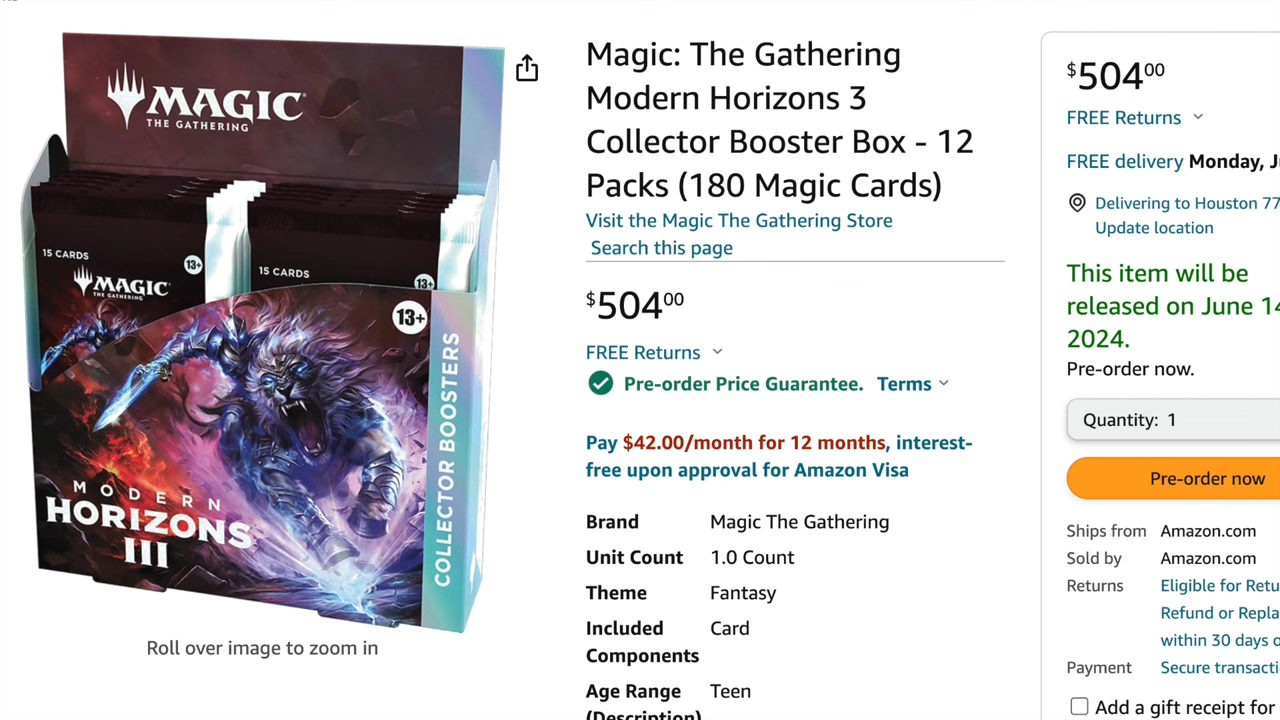 MAGIC
THE GATHERING
15 CARDS
13+
15 CARDS
13+
MAGIC
THE GATHERING
13+
COLLECTOR BOOSTERS
MODERN
HORIZONS
III
Roll over image to zoom in
Magic: The Gathering
Modern Horizons 3
Collector Booster Box - 12
Packs (180 Magic Cards)
Visit the Magic The Gathering Store
Search this page
$504.00
FREE Returns
Pre-order Price Guarantee. Terms
Pay $42.00/month for 12 months, interest-
free upon approval for Amazon Visa
Brand Magic The Gathering
Unit Count 1.0 Count
Theme Fantasy
Included Card
Components
Age Range Teen
(Description)
$504.00
FREE Returns
FREE delivery Monday,
Delivering to Houston 77
Update location
This item will be
released on June 14
2024.
Pre-order now.
Quantity: 1
Pre-order now
Ships from Amazon.com
Sold by Amazon.com
Returns Eligible for
Refund or
within 30 days
Payment Secure
Add a gift receipt for